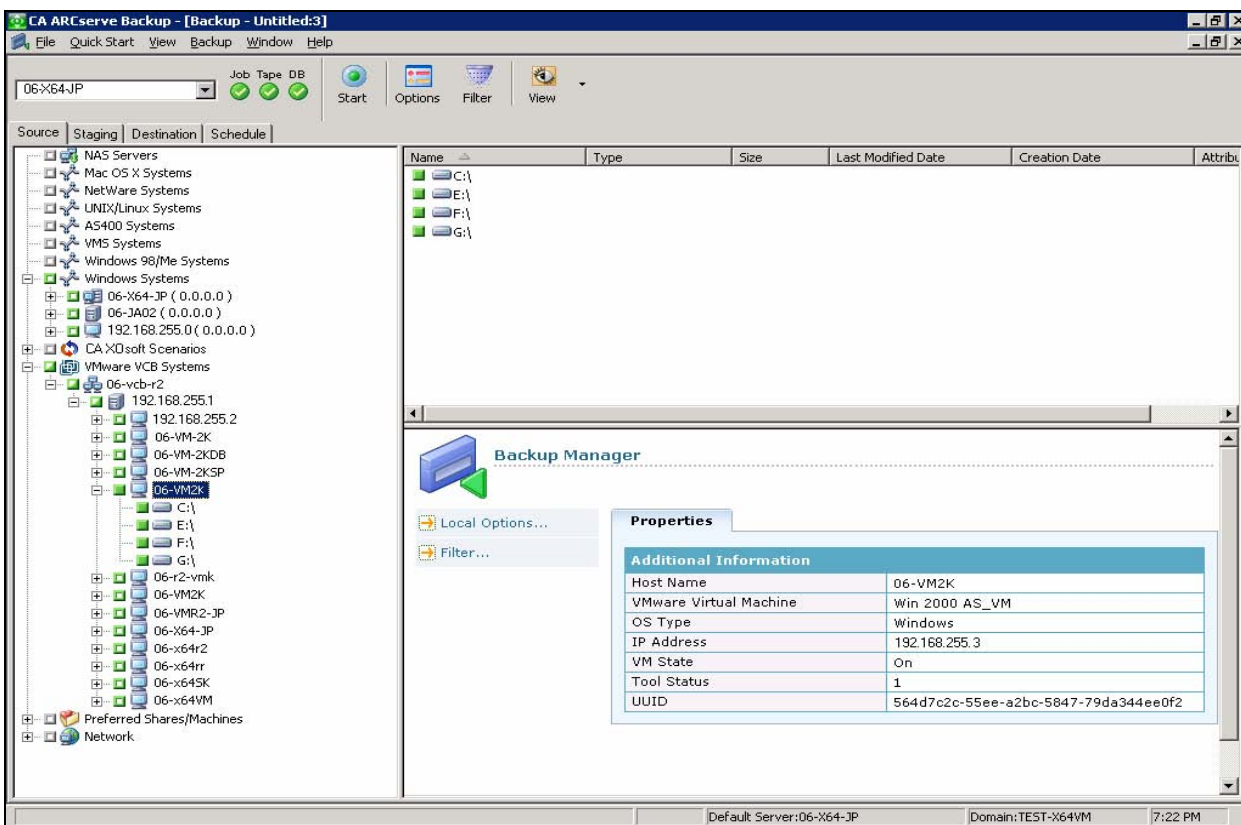 CA ARCserve Backup - [Backup - Untitled:3]
File Quick Start View Backup Window Help
06-X64-JP
Job Tape DB
Start
Options
Filter
View
Source
Staging
Destination
Schedule
NAS Servers
Mac OS X Systems
NetWare Systems
UNIX/Linux Systems
AS400 Systems
VMS Systems
Windows 98/Me Systems
Windows Systems
06-X64-JP ( 0.0.0.0 )
06-JA02 ( 0.0.0.0 )
192.168.255.0( 0.0.0.0 )
CA XOsoft Scenarios
VMware VCB Systems
06-vcb-r2
192.168.255.1
192.168.255.2
06-VM-2K
06-VM-2KDB
06-VM-2KSP
06-VM2K
C:\
E:\
F:\
G:\
06-r2-vmk
06-VM2K
06-VMR2-JP
06-X64-JP
06-x64r2
06-x64rr
06-x64SK
06-x64VM
Preferred Shares/Machines
Network
Name Type Size Last Modified Date Creation Date Attribu
C:\
E:\
F:\
G:\
Backup Manager
Local Options...
Filter...
Properties
Additional Information
Host Name 06-VM2K
VMware Virtual Machine Win 2000 AS_VM
OS Type Windows
IP Address 192.168.255.3
VM State On
Tool Status 1
UUID 564d7c2c-55ee-a2bc-5847-79da344ee0f2
Default Server:06-X64-JP
Domain:TEST-X64VM
7:22 PM